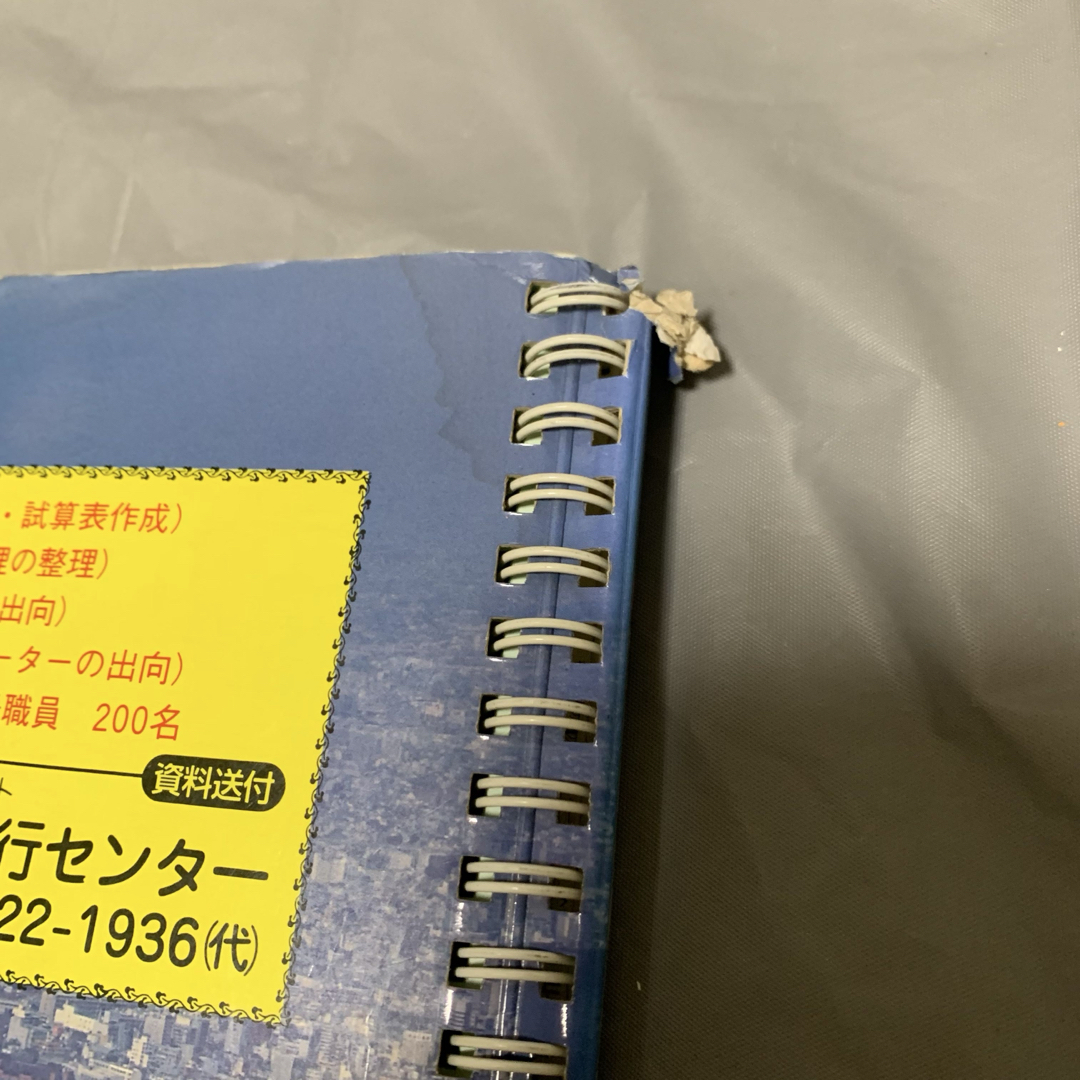 ・試算表作成）
理の整理）
出向）
ーターの出向）
職員　200名
資料送付
ト
行センター
22-1936(代)